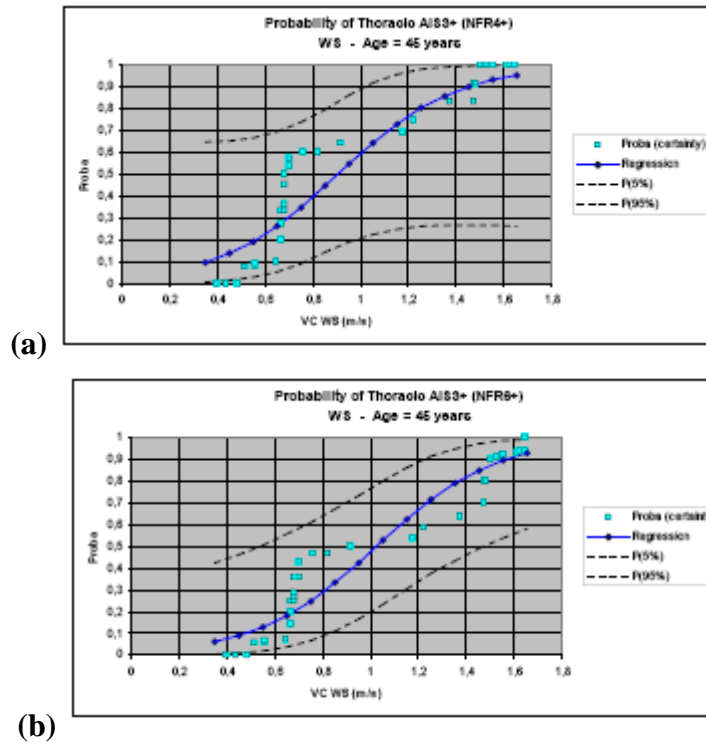 Probability of Thoracic AIS3+ (NFR4+)
WS - Age = 45 years
1
0,9
0,8
0,7
0,6
0,5
0,4
0,3
0,2
0,1
0
Proba
0 0,2 0,4 0,6 0,8 1 1,2 1,4 1,6 1,8
VC WS (m/s)
Proba (certainty)
Regression
P(5%)
P(95%)
(a)
Probability of Thoracic AIS3+ (NFR6+)
WS - Age = 45 years
1
0,9
0,8
0,7
0,6
0,5
0,4
0,3
0,2
0,1
0
Proba
0 0,2 0,4 0,6 0,8 1 1,2 1,4 1,6 1,8
VC WS (m/s)
Proba (certaint
Regression
P(5%)
P(95%)
(b)